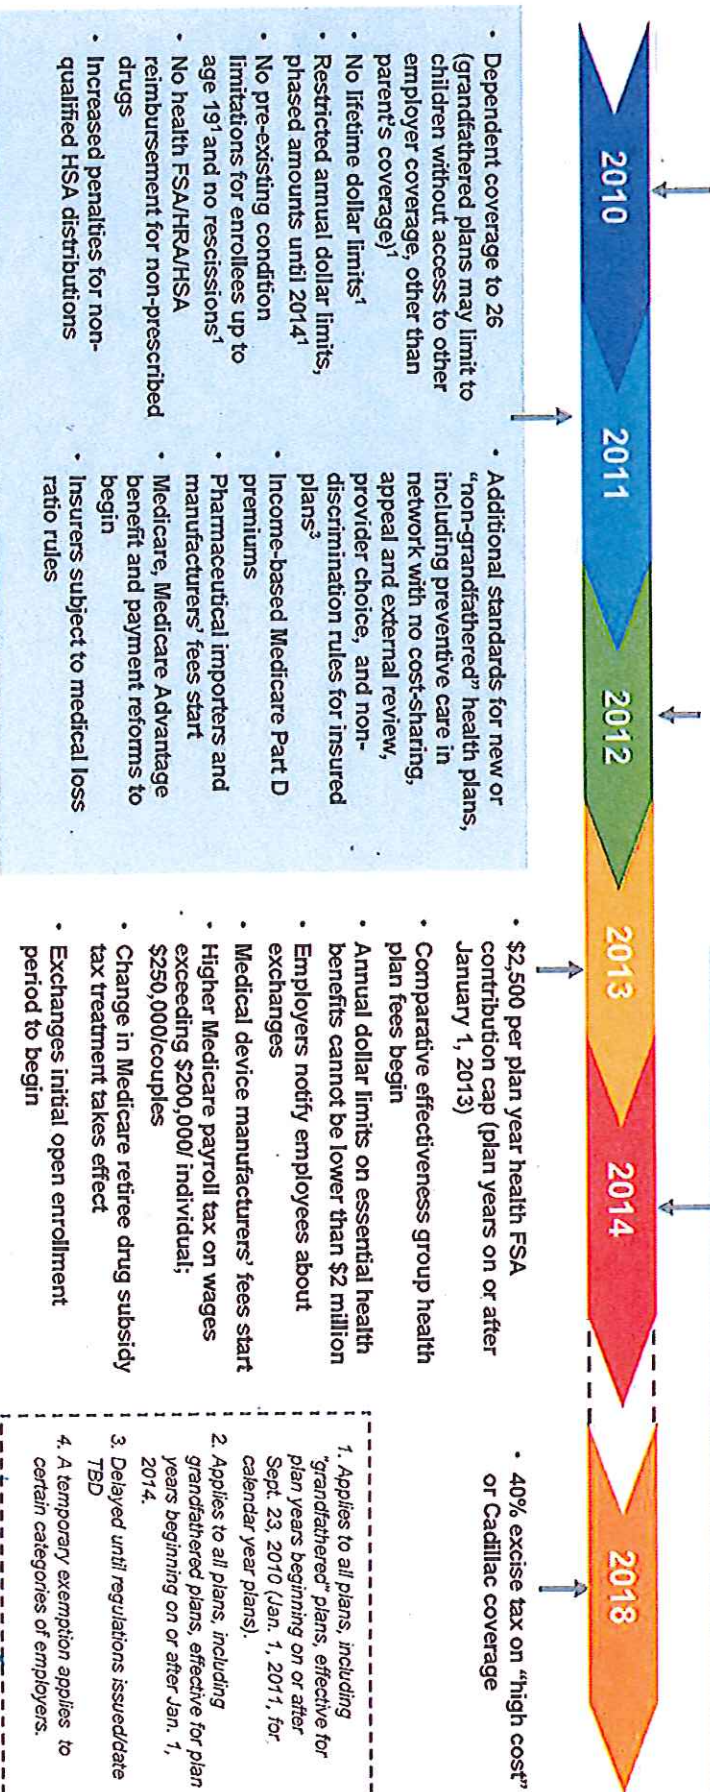 2010
2011
2012
2013
2014
2018
• Dependent coverage to 26
(grandfathered plans may limit to
children without access to other
employer coverage, other than
parent's coverage)¹
• No lifetime dollar limits¹
• Restricted annual dollar limits,
phased amounts until 2014¹
• No pre-existing condition
limitations for enrollees up to
age 19¹ and no rescissions¹
• No health FSA/HRA/HSA
reimbursement for non-prescribed
drugs
• Increased penalties for non-
qualified HSA distributions
• Additional standards for new or
"non-grandfathered" health plans,
including preventive care in
network with no cost-sharing,
appeal and external review,
provider choice, and non-
discrimination rules for insured
plans³
• Income-based Medicare Part D
premiums
• Pharmaceutical importers and
manufacturers' fees start
• Medicare, Medicare Advantage
benefit and payment reforms to
begin
• Insurers subject to medical loss
ratio rules
• $2,500 per plan year health FSA
contribution cap (plan years on or after
January 1, 2013)
• Comparative effectiveness group health
plan fees begin
• Annual dollar limits on essential health
benefits cannot be lower than $2 million
• Employers notify employees about
exchanges
• Medical device manufacturers' fees start
• Higher Medicare payroll tax on wages
exceeding $200,000/ individual;
$250,000/couples
• Change in Medicare retiree drug subsidy
tax treatment takes effect
• Exchanges initial open enrollment
period to begin
• 40% excise tax on "high cost"
or Cadillac coverage
1. Applies to all plans, including
"grandfathered" plans, effective for
plan years beginning on or after
Sept. 23, 2010 (Jan. 1, 2011, for
calendar year plans).
2. Applies to all plans, including
grandfathered plans, effective for plan
years beginning on or after Jan. 1,
2014.
3. Delayed until regulations issued/date
TBD
4. A temporary exemption applies to
certain categories of employers.